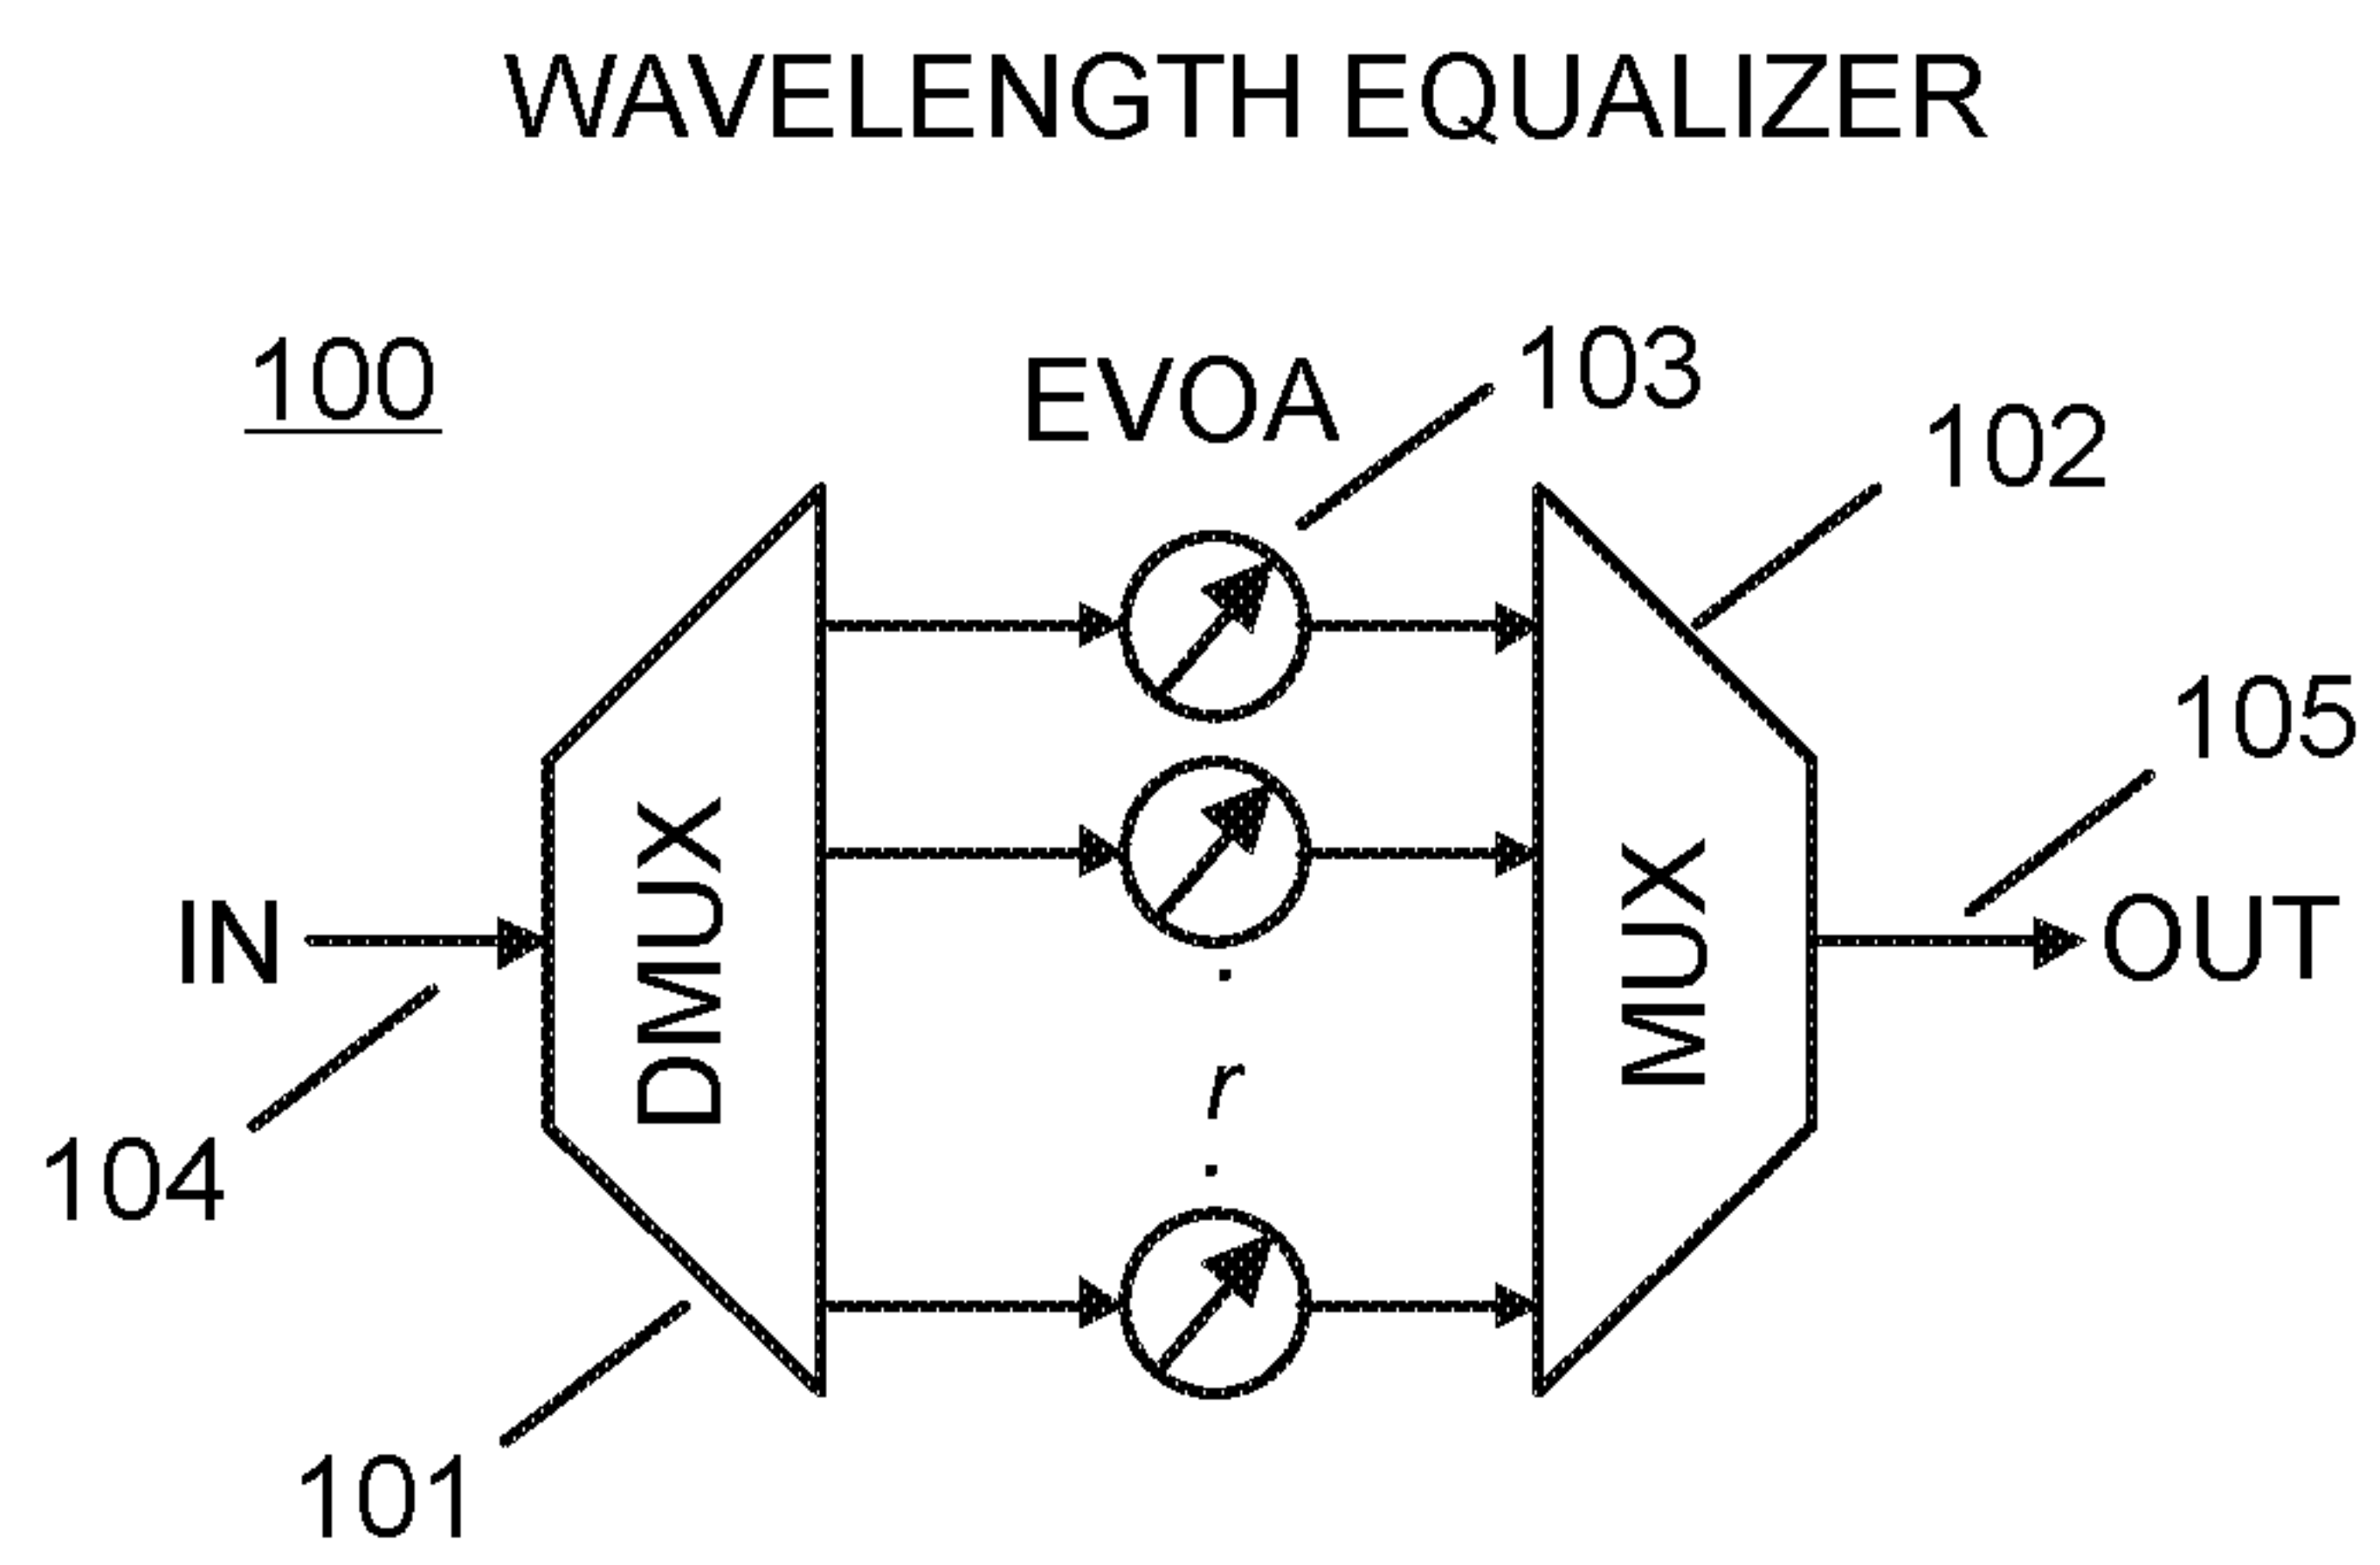 WAVELENGTH EQUALIZER
100
EVOA
103
102
105
IN
DMUX
MUX
OUT
104
101